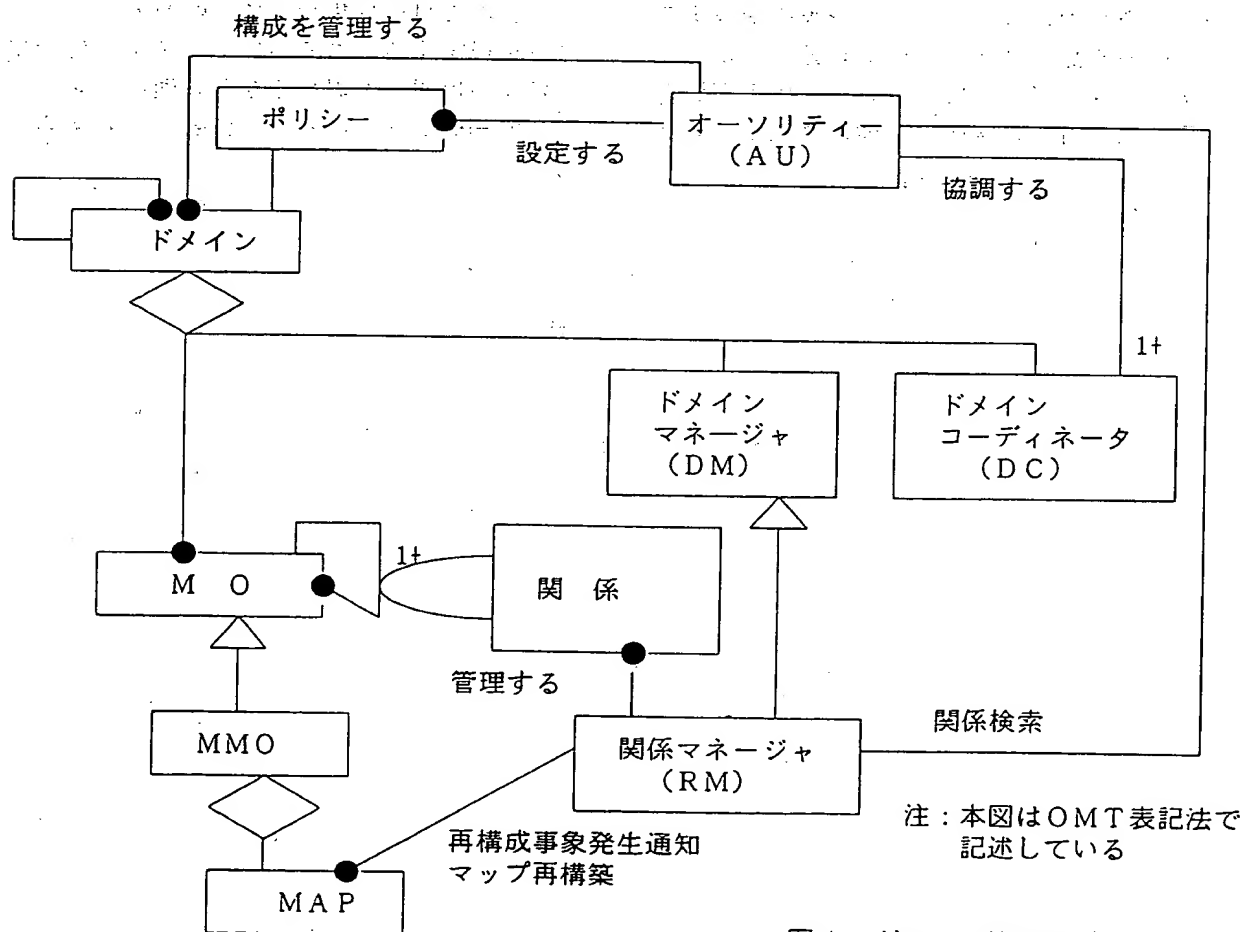 構成を管理する
ポリシー
設定する
オーソリティー
(AU)
協調する
ドメイン
1+
ドメイン
マネージャ
(DM)
ドメイン
コーディネータ
(DC)
MO
1+
関係
管理する
MMO
関係マネージャ
(RM)
関係検索
再構成事象発生通知
マップ再構築
注：本図はOMT表記法で
記述している
MAP